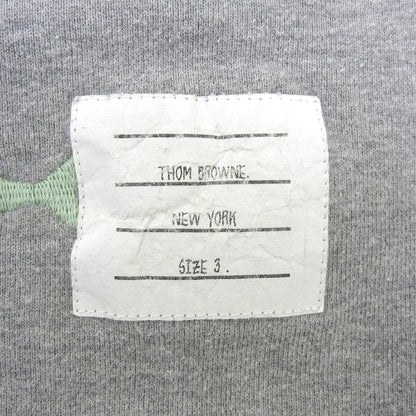 THOM BROWNE.
NEW YORK
SIZE 3.